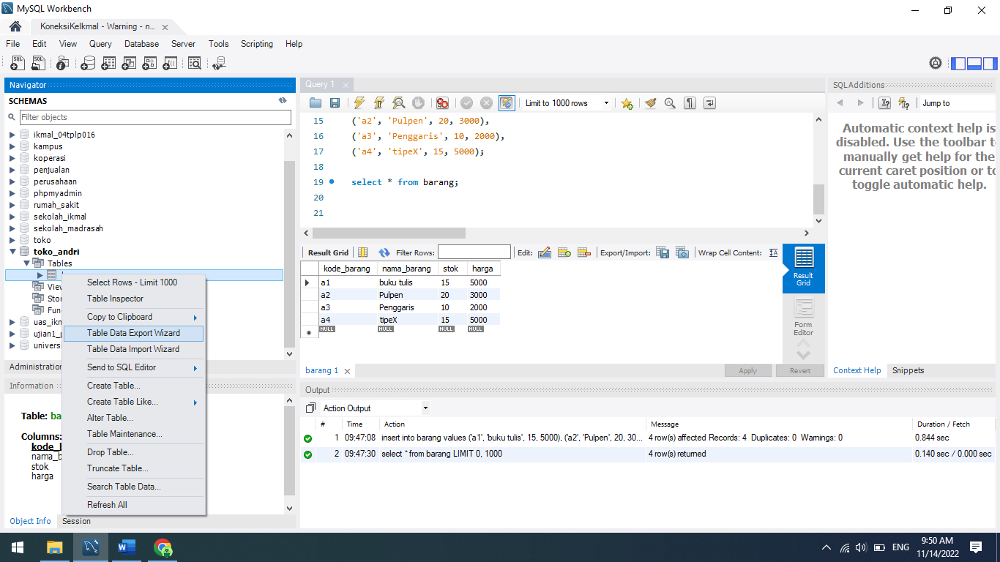 MySQL Workbench
KoneksiKelkmal - Warning - n...
File Edit View Query Database Server Tools Scripting Help
Navigator
SCHEMAS
Filter objects
ikmal_04tplp016
kampus
koperasi
penjualan
perusahaan
phpmyadmin
rumah_sakit
sekolah_ikmal
sekolah_madrasah
toko
toko_andri
Tables
Select Rows - Limit 1000
Table Inspector
Copy to Clipboard
Table Data Export Wizard
Table Data Import Wizard
Send to SQL Editor
Create Table...
Create Table Like...
Alter Table...
Table Maintenance...
Drop Table...
Truncate Table...
Search Table Data...
Refresh All
Information
Table:
Columns:
stok
harga
Object Info Session
Query 1
Limit to 1000 rows
15 ('a2', 'Pulpen', 20, 3000),
16 ('a3', 'Penggaris', 10, 2000),
17 ('a4', 'tipeX', 15, 5000);
18
19 select * from barang;
20
21
Result Grid Filter Rows: Edit: Export/Import: Wrap Cell Content:
kode_barang nama_barang stok harga
a1 buku tulis 15 5000
a2 Pulpen 20 3000
a3 Penggaris 10 2000
a4 tipeX 15 5000
NULL NULL NULL NULL
Result
Grid
Form
Editor
barang 1
Apply Revert
SQLAdditions
Jump to
Automatic context help is
disabled. Use the toolbar
manually get help for the
current caret position or
toggle automatic help.
Context Help Snippets
Output
Action Output
# Time Action Message Duration / Fetch
1 09:47:08 insert into barang values ('a1', 'buku tulis', 15, 5000), ('a2', 'Pulpen', 20, 30... 4 row(s) affected Records: 4 Duplicates: 0 Warnings: 0 0.844 sec
2 09:47:30 select * from barang LIMIT 0, 1000 4 row(s) returned 0.140 sec / 0.000 sec
ENG
9:50 AM
11/14/2022